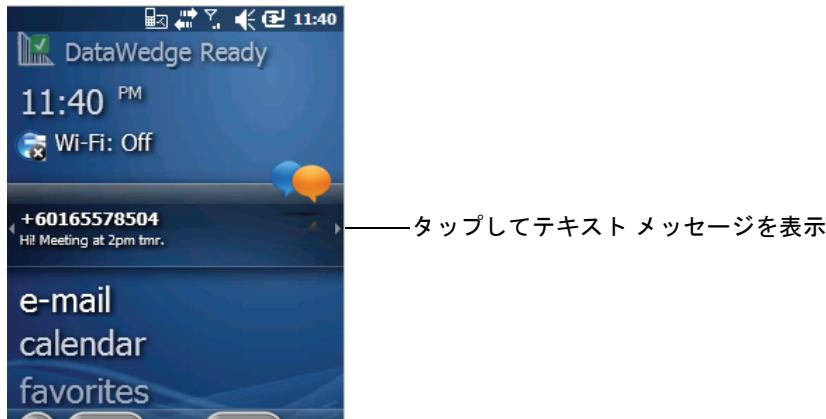 11:40
DataWedge Ready
11:40 PM
Wi-Fi: Off
+60165578504
Hi! Meeting at 2pm tmr.
タップしてテキスト メッセージを表示
e-mail
calendar
favorites